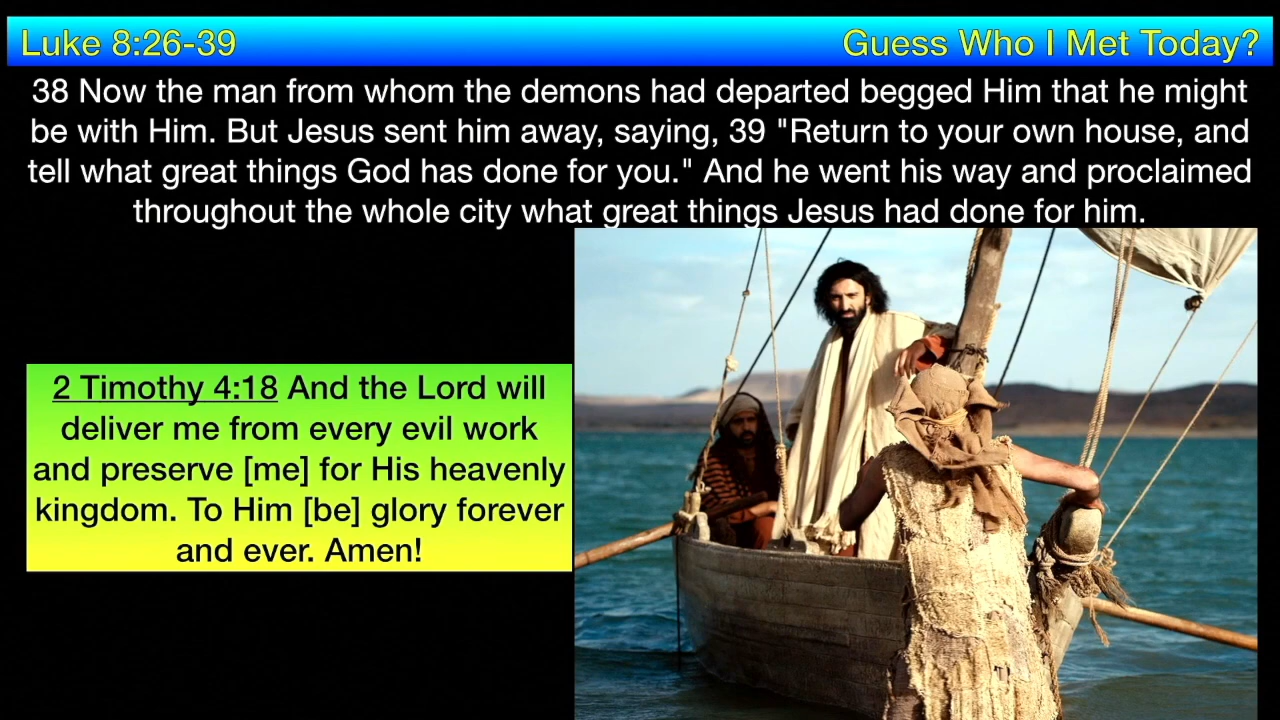 Luke 8:26-39 Guess Who I Met Today?
38 Now the man from whom the demons had departed begged Him that he might
be with Him. But Jesus sent him away, saying, 39 "Return to your own house, and
tell what great things God has done for you." And he went his way and proclaimed
throughout the whole city what great things Jesus had done for him.
2 Timothy 4:18 And the Lord will
deliver me from every evil work
and preserve [me] for His heavenly
kingdom. To Him [be] glory forever
and ever. Amen!